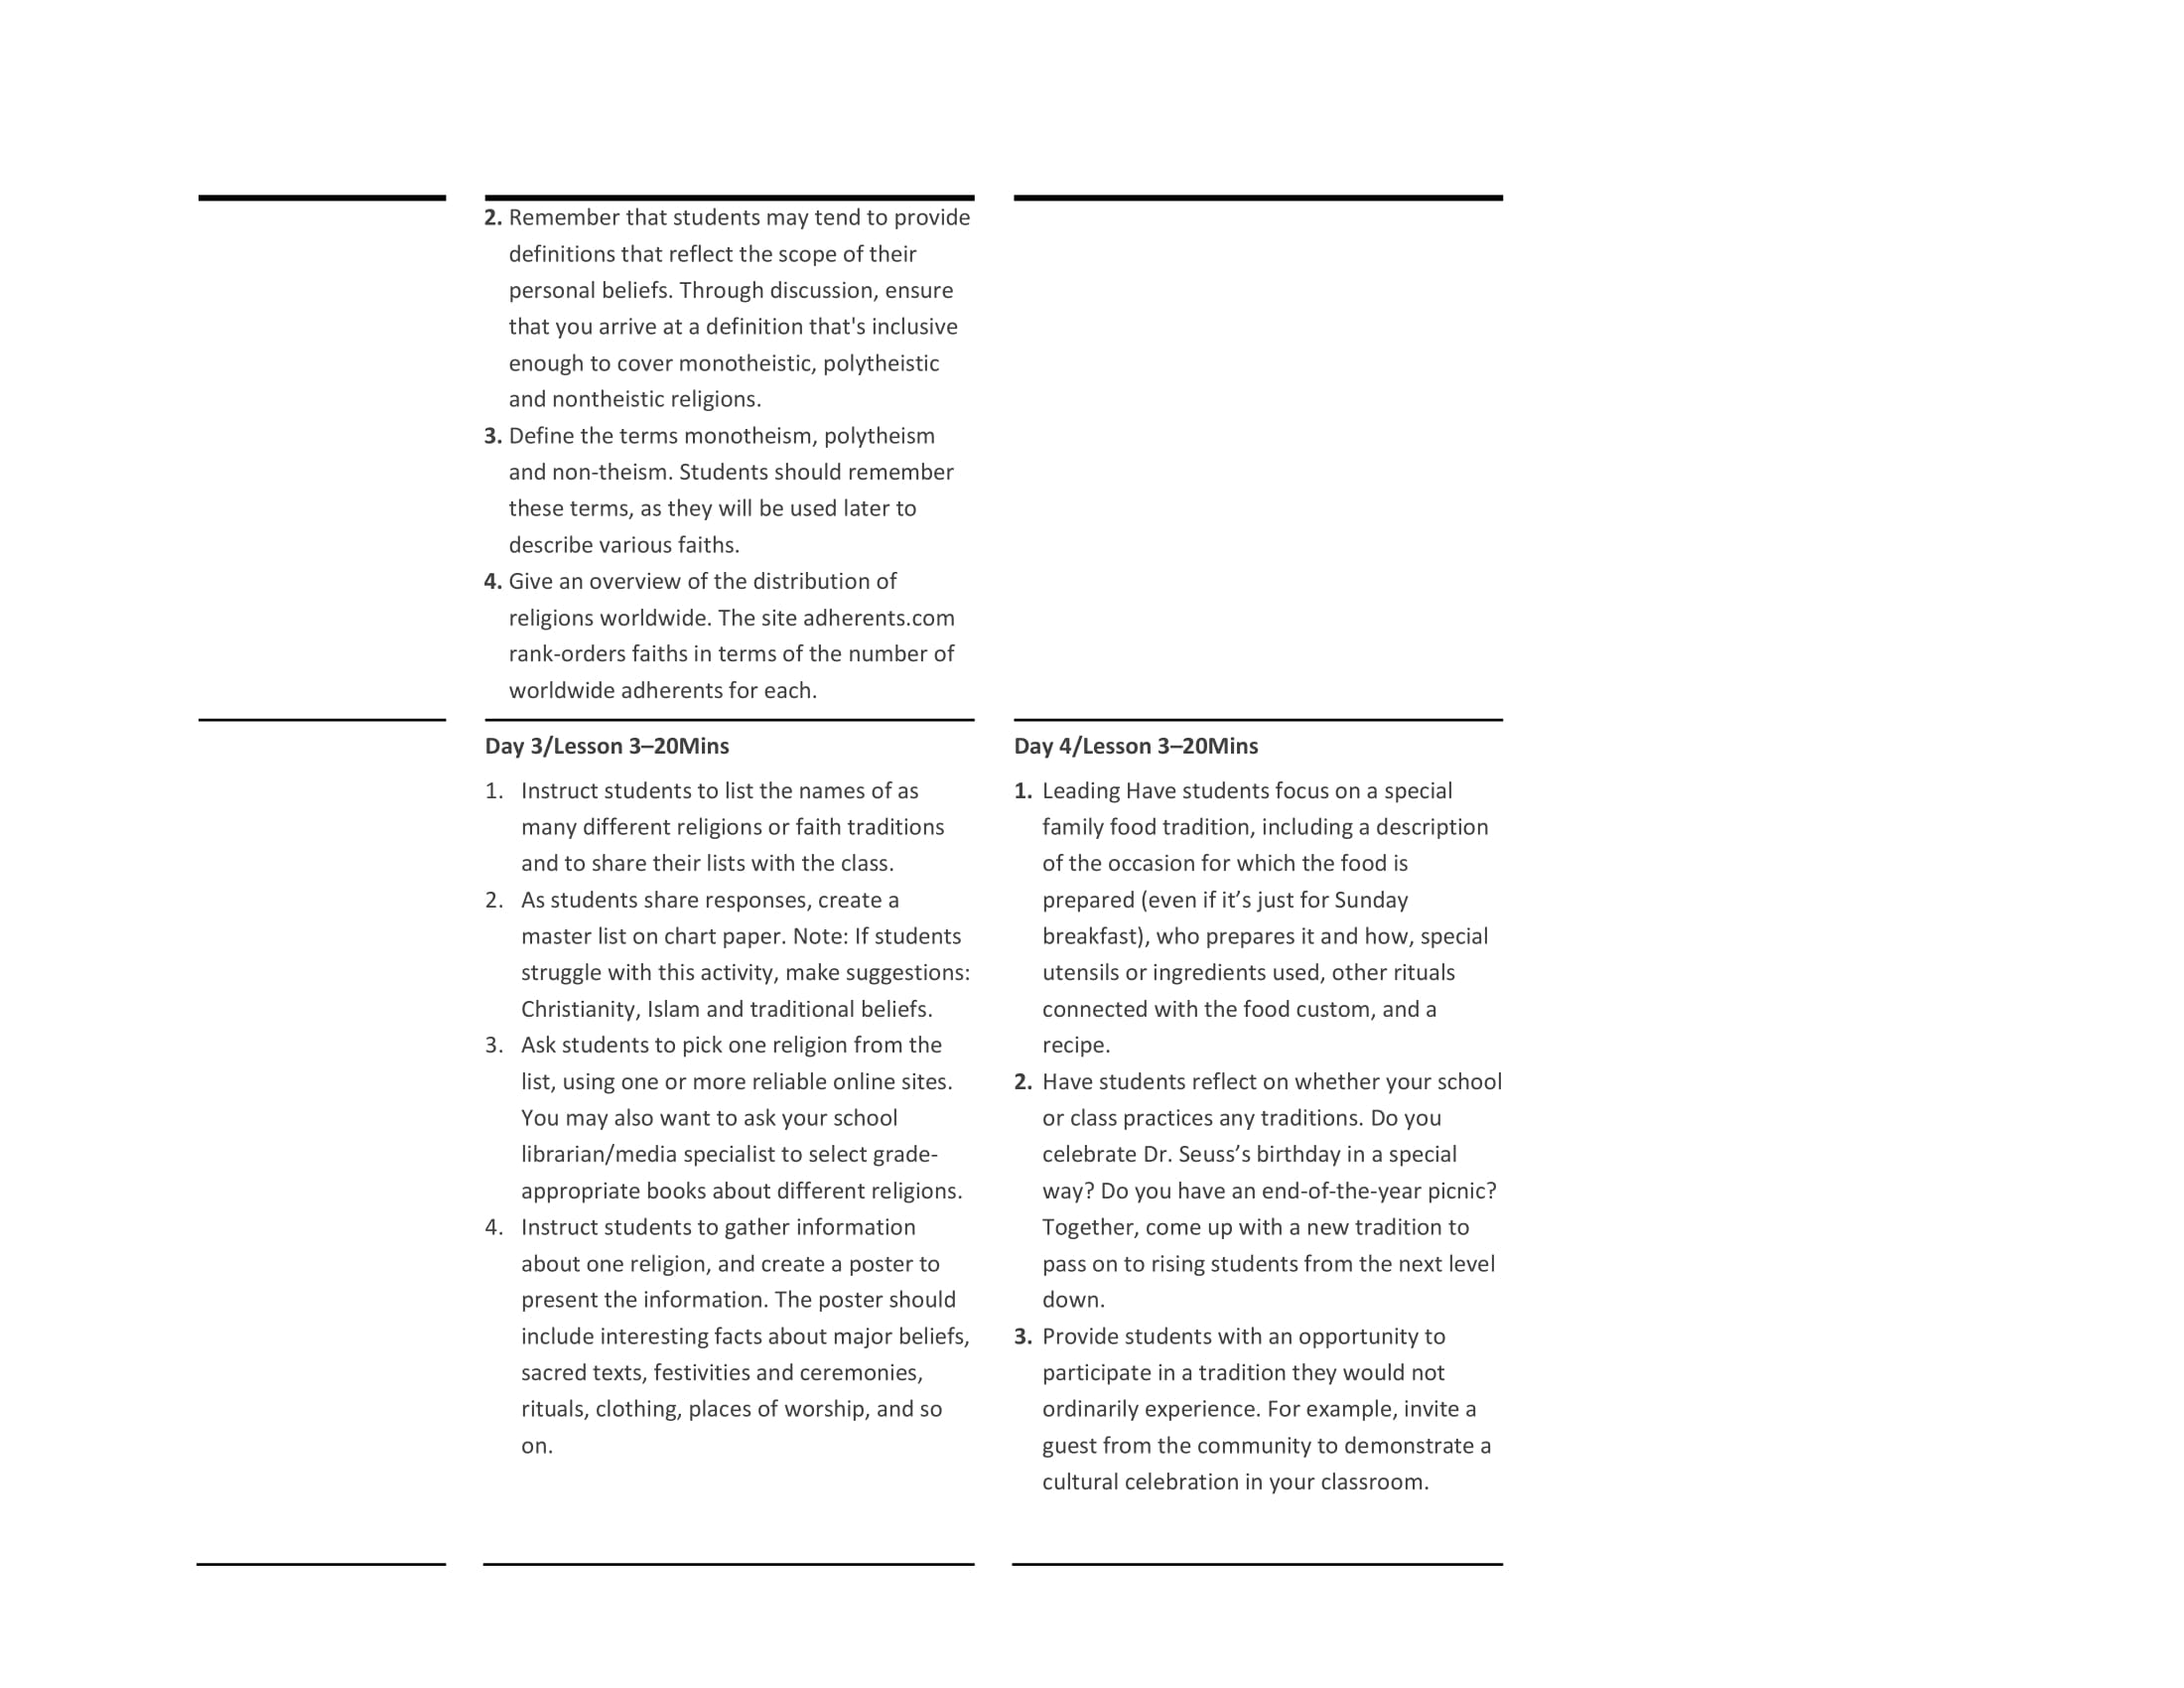 2. Remember that students may tend to provide
definitions that reflect the scope of their
personal beliefs. Through discussion, ensure
that you arrive at a definition that's inclusive
enough to cover monotheistic, polytheistic
and nontheistic religions.
3. Define the terms monotheism, polytheism
and non-theism. Students should remember
these terms, as they will be used later to
describe various faiths.
4. Give an overview of the distribution of
religions worldwide. The site adherents.com
rank-orders faiths in terms of the number of
worldwide adherents for each.
Day 3/Lesson 3–20Mins
1. Instruct students to list the names of as
many different religions or faith traditions
and to share their lists with the class.
2. As students share responses, create a
master list on chart paper. Note: If students
struggle with this activity, make suggestions:
Christianity, Islam and traditional beliefs.
3. Ask students to pick one religion from the
list, using one or more reliable online sites.
You may also want to ask your school
librarian/media specialist to select grade-
appropriate books about different religions.
4. Instruct students to gather information
about one religion, and create a poster to
present the information. The poster should
include interesting facts about major beliefs,
sacred texts, festivities and ceremonies,
rituals, clothing, places of worship, and so
on.
Day 4/Lesson 3–20Mins
1. Leading Have students focus on a special
family food tradition, including a description
of the occasion for which the food is
prepared (even if it’s just for Sunday
breakfast), who prepares it and how, special
utensils or ingredients used, other rituals
connected with the food custom, and a
recipe.
2. Have students reflect on whether your school
or class practices any traditions. Do you
celebrate Dr. Seuss’s birthday in a special
way? Do you have an end-of-the-year picnic?
Together, come up with a new tradition to
pass on to rising students from the next level
down.
3. Provide students with an opportunity to
participate in a tradition they would not
ordinarily experience. For example, invite a
guest from the community to demonstrate a
cultural celebration in your classroom.